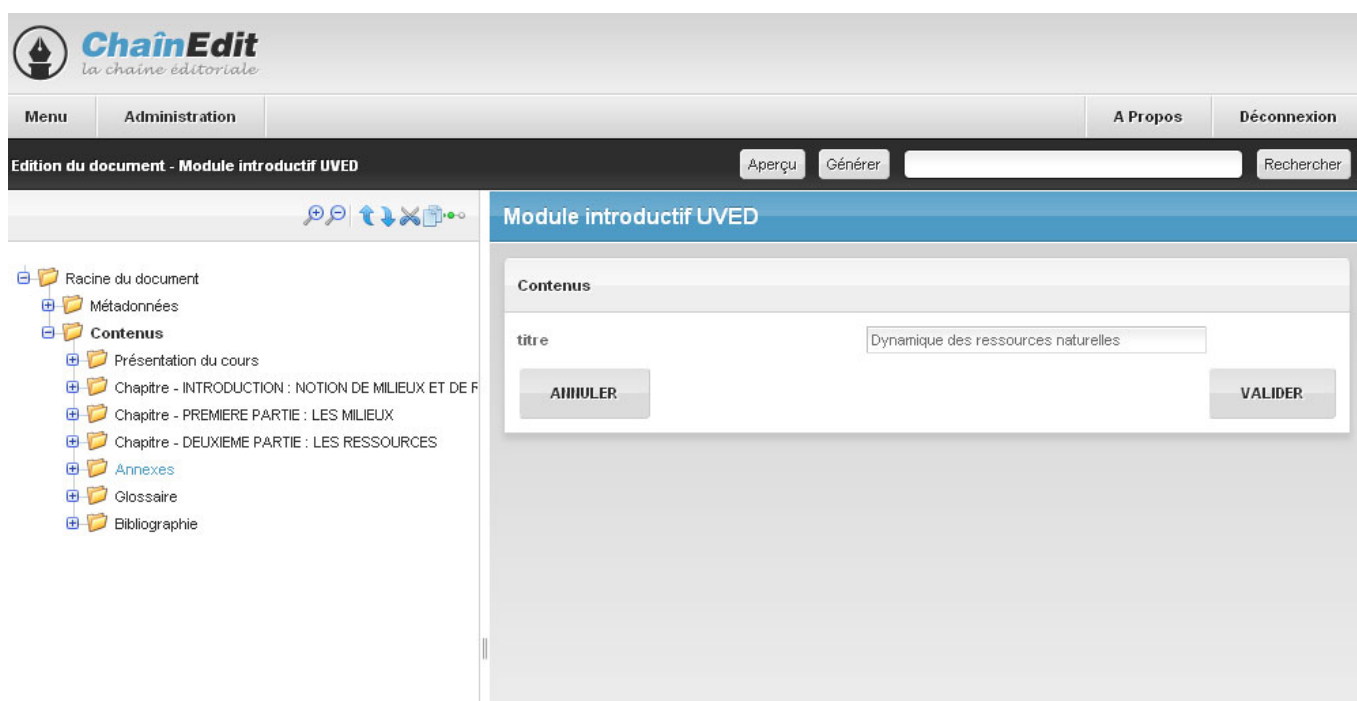 ChaînEdit
la chaine éditoriale
Menu Administration A Propos Déconnexion
Edition du document - Module introductif UVED Aperçu Générer Rechercher
Module introductif UVED
Racine du document
Métadonnées
Contenus
Présentation du cours
Chapitre - INTRODUCTION : NOTION DE MILIEUX ET DE R
Chapitre - PREMIERE PARTIE : LES MILIEUX
Chapitre - DEUXIEME PARTIE : LES RESSOURCES
Annexes
Glossaire
Bibliographie
Contenus
titre Dynamique des ressources naturelles
ANNULER VALIDER